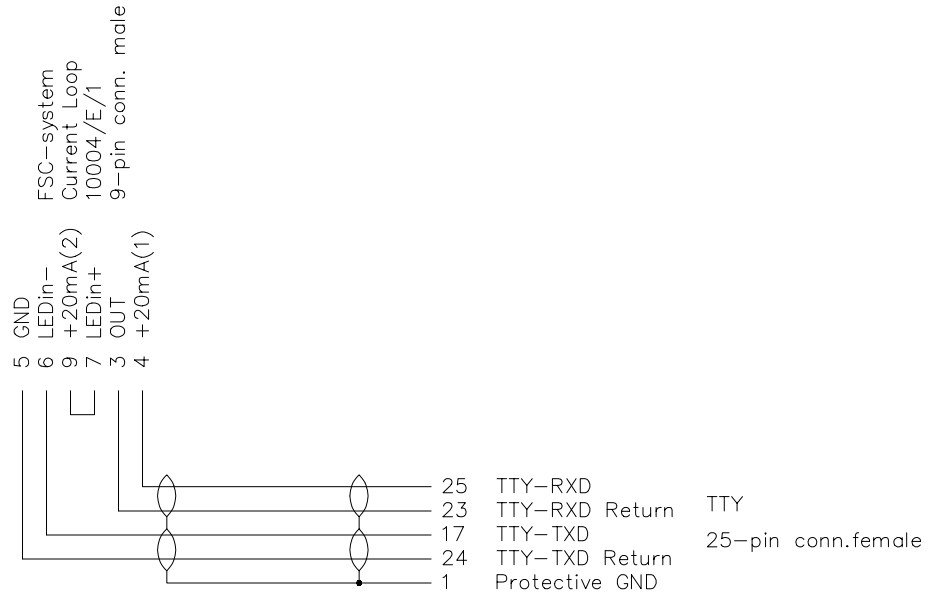 FSC-system
Current Loop
10004/E/1
9-pin conn. male
5 GND
6 LEDin-
9 +20mA(2)
7 LEDin+
3 OUT
4 +20mA(1)
25 TTY-RXD
23 TTY-RXD Return
17 TTY-TXD
24 TTY-TXD Return
1 Protective GND
TTY
25-pin conn.female